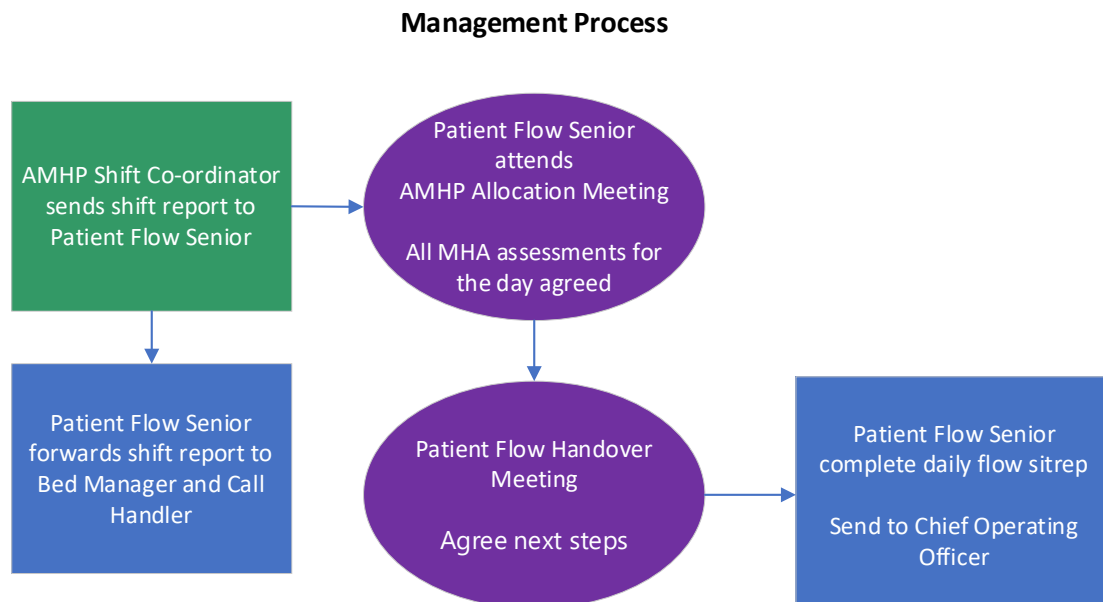 Management Process
AMHP Shift Co-ordinator
sends shift report to
Patient Flow Senior
Patient Flow Senior
attends
AMHP Allocation Meeting
All MHA assessments for
the day agreed
Patient Flow Senior
forwards shift report to
Bed Manager and Call
Handler
Patient Flow Handover
Meeting
Agree next steps
Patient Flow Senior
complete daily flow sitrep
Send to Chief Operating
Officer